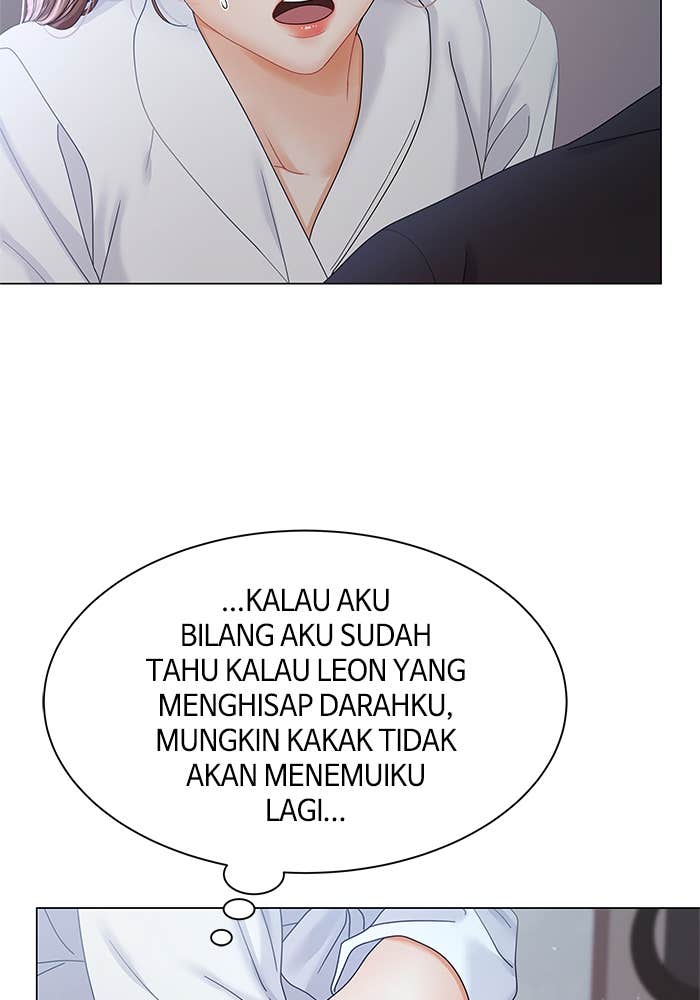 ...KALAU AKU
BILANG AKU SUDAH
TAHU KALAU LEON YANG
MENGHISAP DARAHKU,
MUNGKIN KAKAK TIDAK
AKAN MENEMUIKU
LAGI...